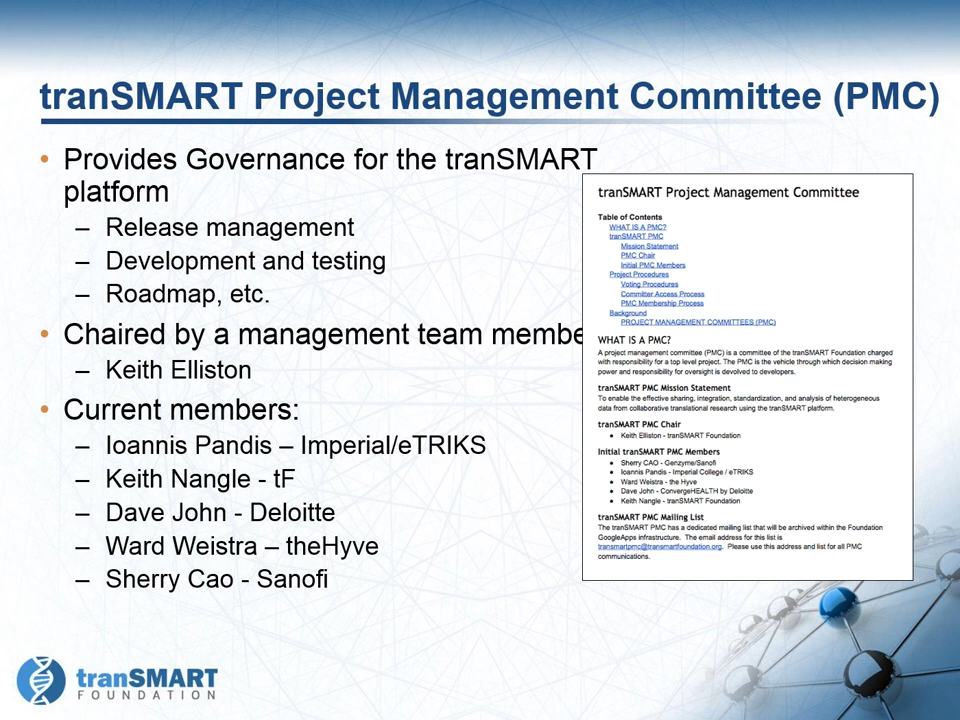 tranSMART Project Management Committee (PMC)
• Provides Governance for the tranSMART
platform
– Release management
– Development and testing
– Roadmap, etc.
• Chaired by a management team membe
– Keith Elliston
• Current members:
– Ioannis Pandis – Imperial/eTRIKS
– Keith Nangle - tF
– Dave John - Deloitte
– Ward Weistra – theHyve
– Sherry Cao - Sanofi
tranSMART Project Management Committee
Table of Contents
WHAT IS A PMC?
tranSMART PMC
Mission Statement
PMC Chair
Initial PMC Members
Project Procedures
Voting Procedures
Committer Access Process
PMC Membership Process
Background
PROJECT MANAGEMENT COMMITTEES (PMC)
WHAT IS A PMC?
A project management committee (PMC) is a committee of the tranSMART Foundation charged
with responsibility for a top level project. The PMC is the vehicle through which decision making
power and responsibility for oversight is devolved to developers.
tranSMART PMC Mission Statement
To enable the effective sharing, integration, standardization, and analysis of heterogeneous
data from collaborative translational research using the tranSMART platform.
tranSMART PMC Chair
● Keith Elliston - tranSMART Foundation
Initial tranSMART PMC Members
● Sherry CAO - Genzyme/Sanofi
● Ioannis Pandis - Imperial College / eTRIKS
● Ward Weistra - the Hyve
● Dave John - ConvergeHEALTH by Deloitte
● Keith Nangle - tranSMART Foundation
tranSMART PMC Mailing List
The tranSMART PMC has a dedicated mailing list that will be archived within the Foundation
GoogleApps infrastructure. The email address for this list is
transmartpmc@transmartfoundation.org. Please use this address and list for all PMC
communications.
tranSMART
FOUNDATION